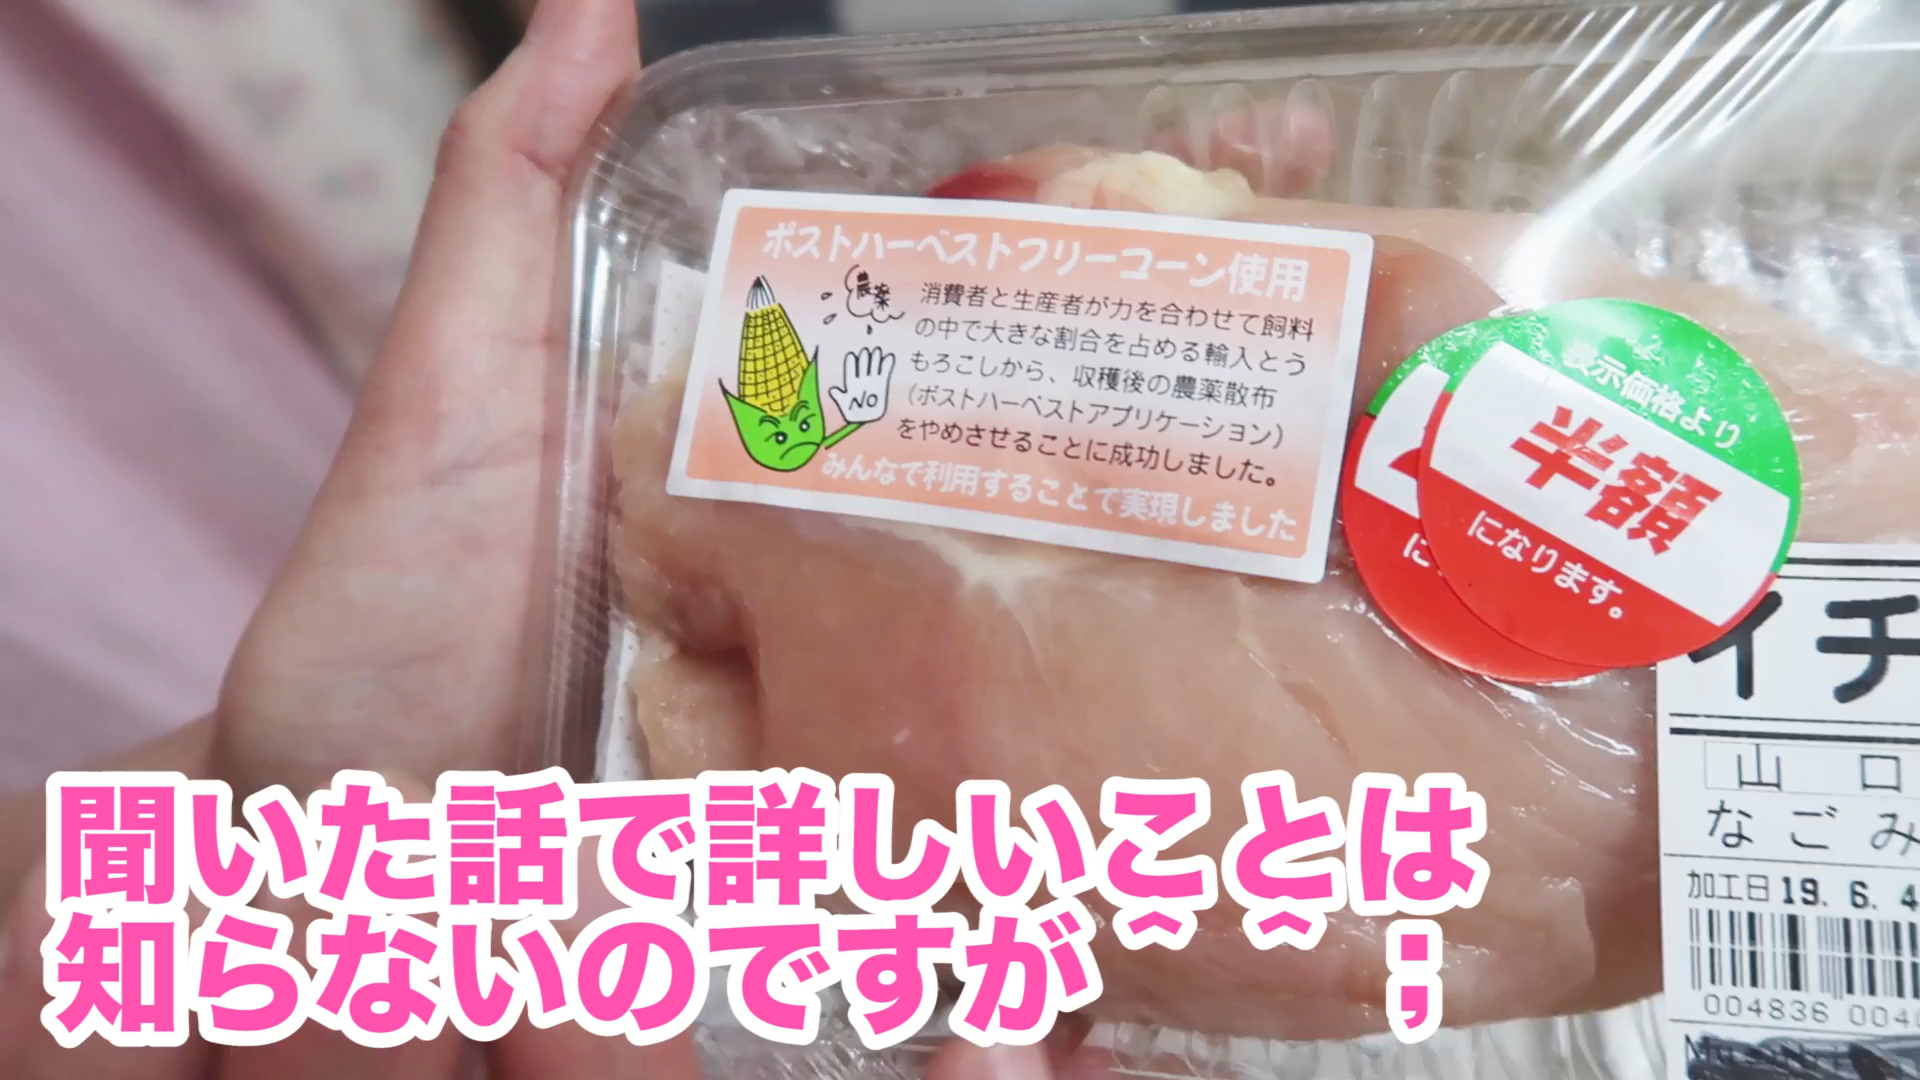 ポストハーベストフリーコーン使用
農薬
消費者と生産者が力を合わせて飼料
の中で大きな割合を占める輸入とう
もろこしから、収穫後の農薬散布
(ポストハーベストアプリケーション)
をやめさせることに成功しました。
NO
みんなで利用することで実現しました
表示価格より
半額
になります。
に
イチ
山口
なごみ
加工日 19. 6. 4
004836 004
聞いた話で詳しいことは
知らないのですが＾＾；